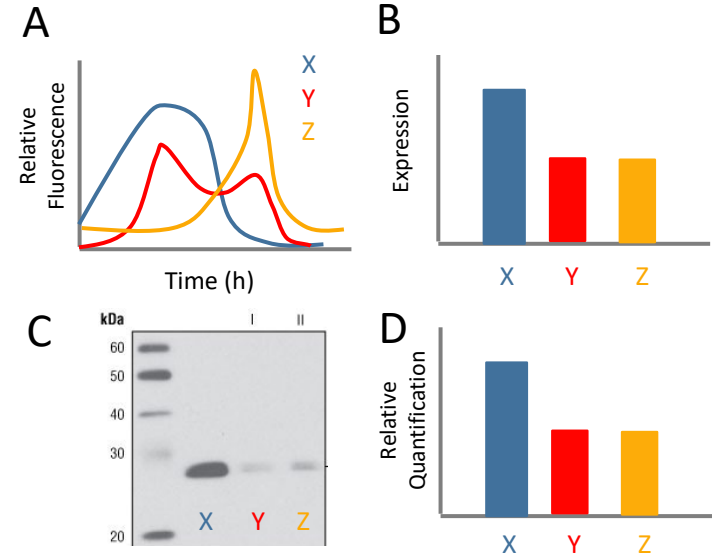 A
X
Y
Z
Relative
Fluorescence
Time (h)
B
Expression
X
Y
Z
C
kDa
I
II
60
50
40
30
20
X
Y
Z
D
Relative
Quantification
X
Y
Z